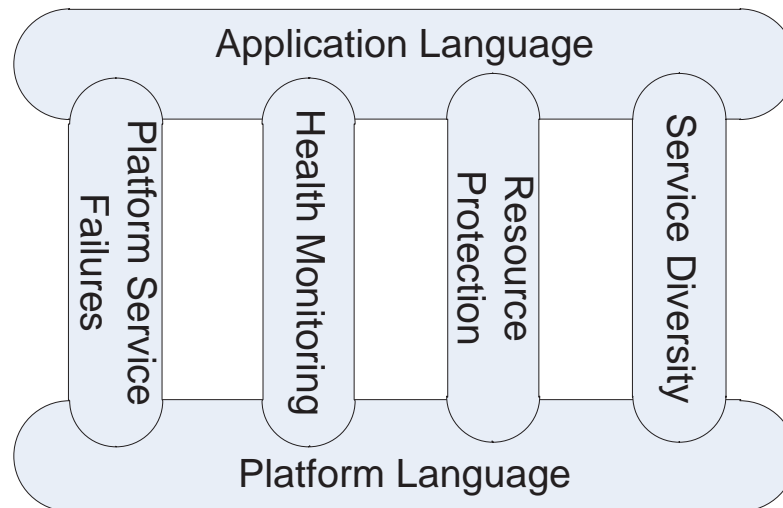 Application Language
Platform Service
Failures
Health Monitoring
Resource
Protection
Service Diversity
Platform Language